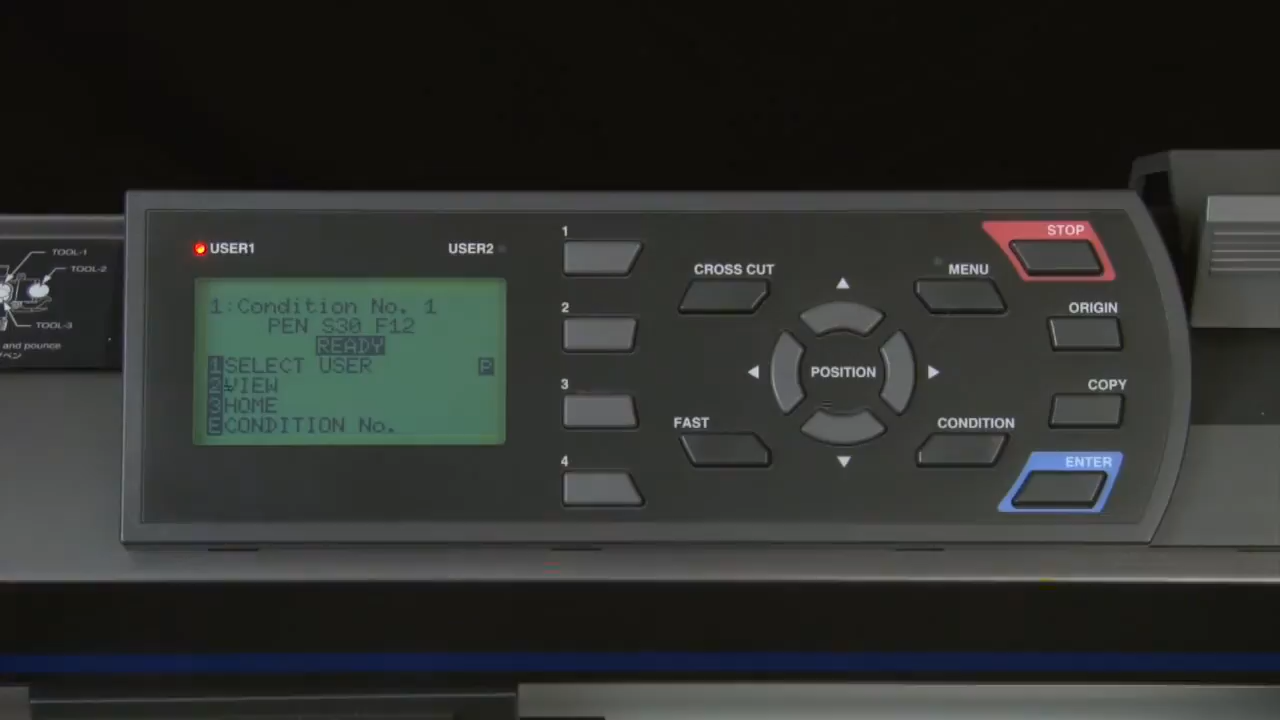 TOOL-1
TOOL-2
TOOL-3
and pounce
ペン
USER1
USER2
1:Condition No. 1
PEN S30 F12
READY
1 SELECT USER P
2 VIEW
3 HOME
E CONDITION No.
1
2
3
4
CROSS CUT
MENU
STOP
ORIGIN
POSITION
COPY
FAST
CONDITION
ENTER